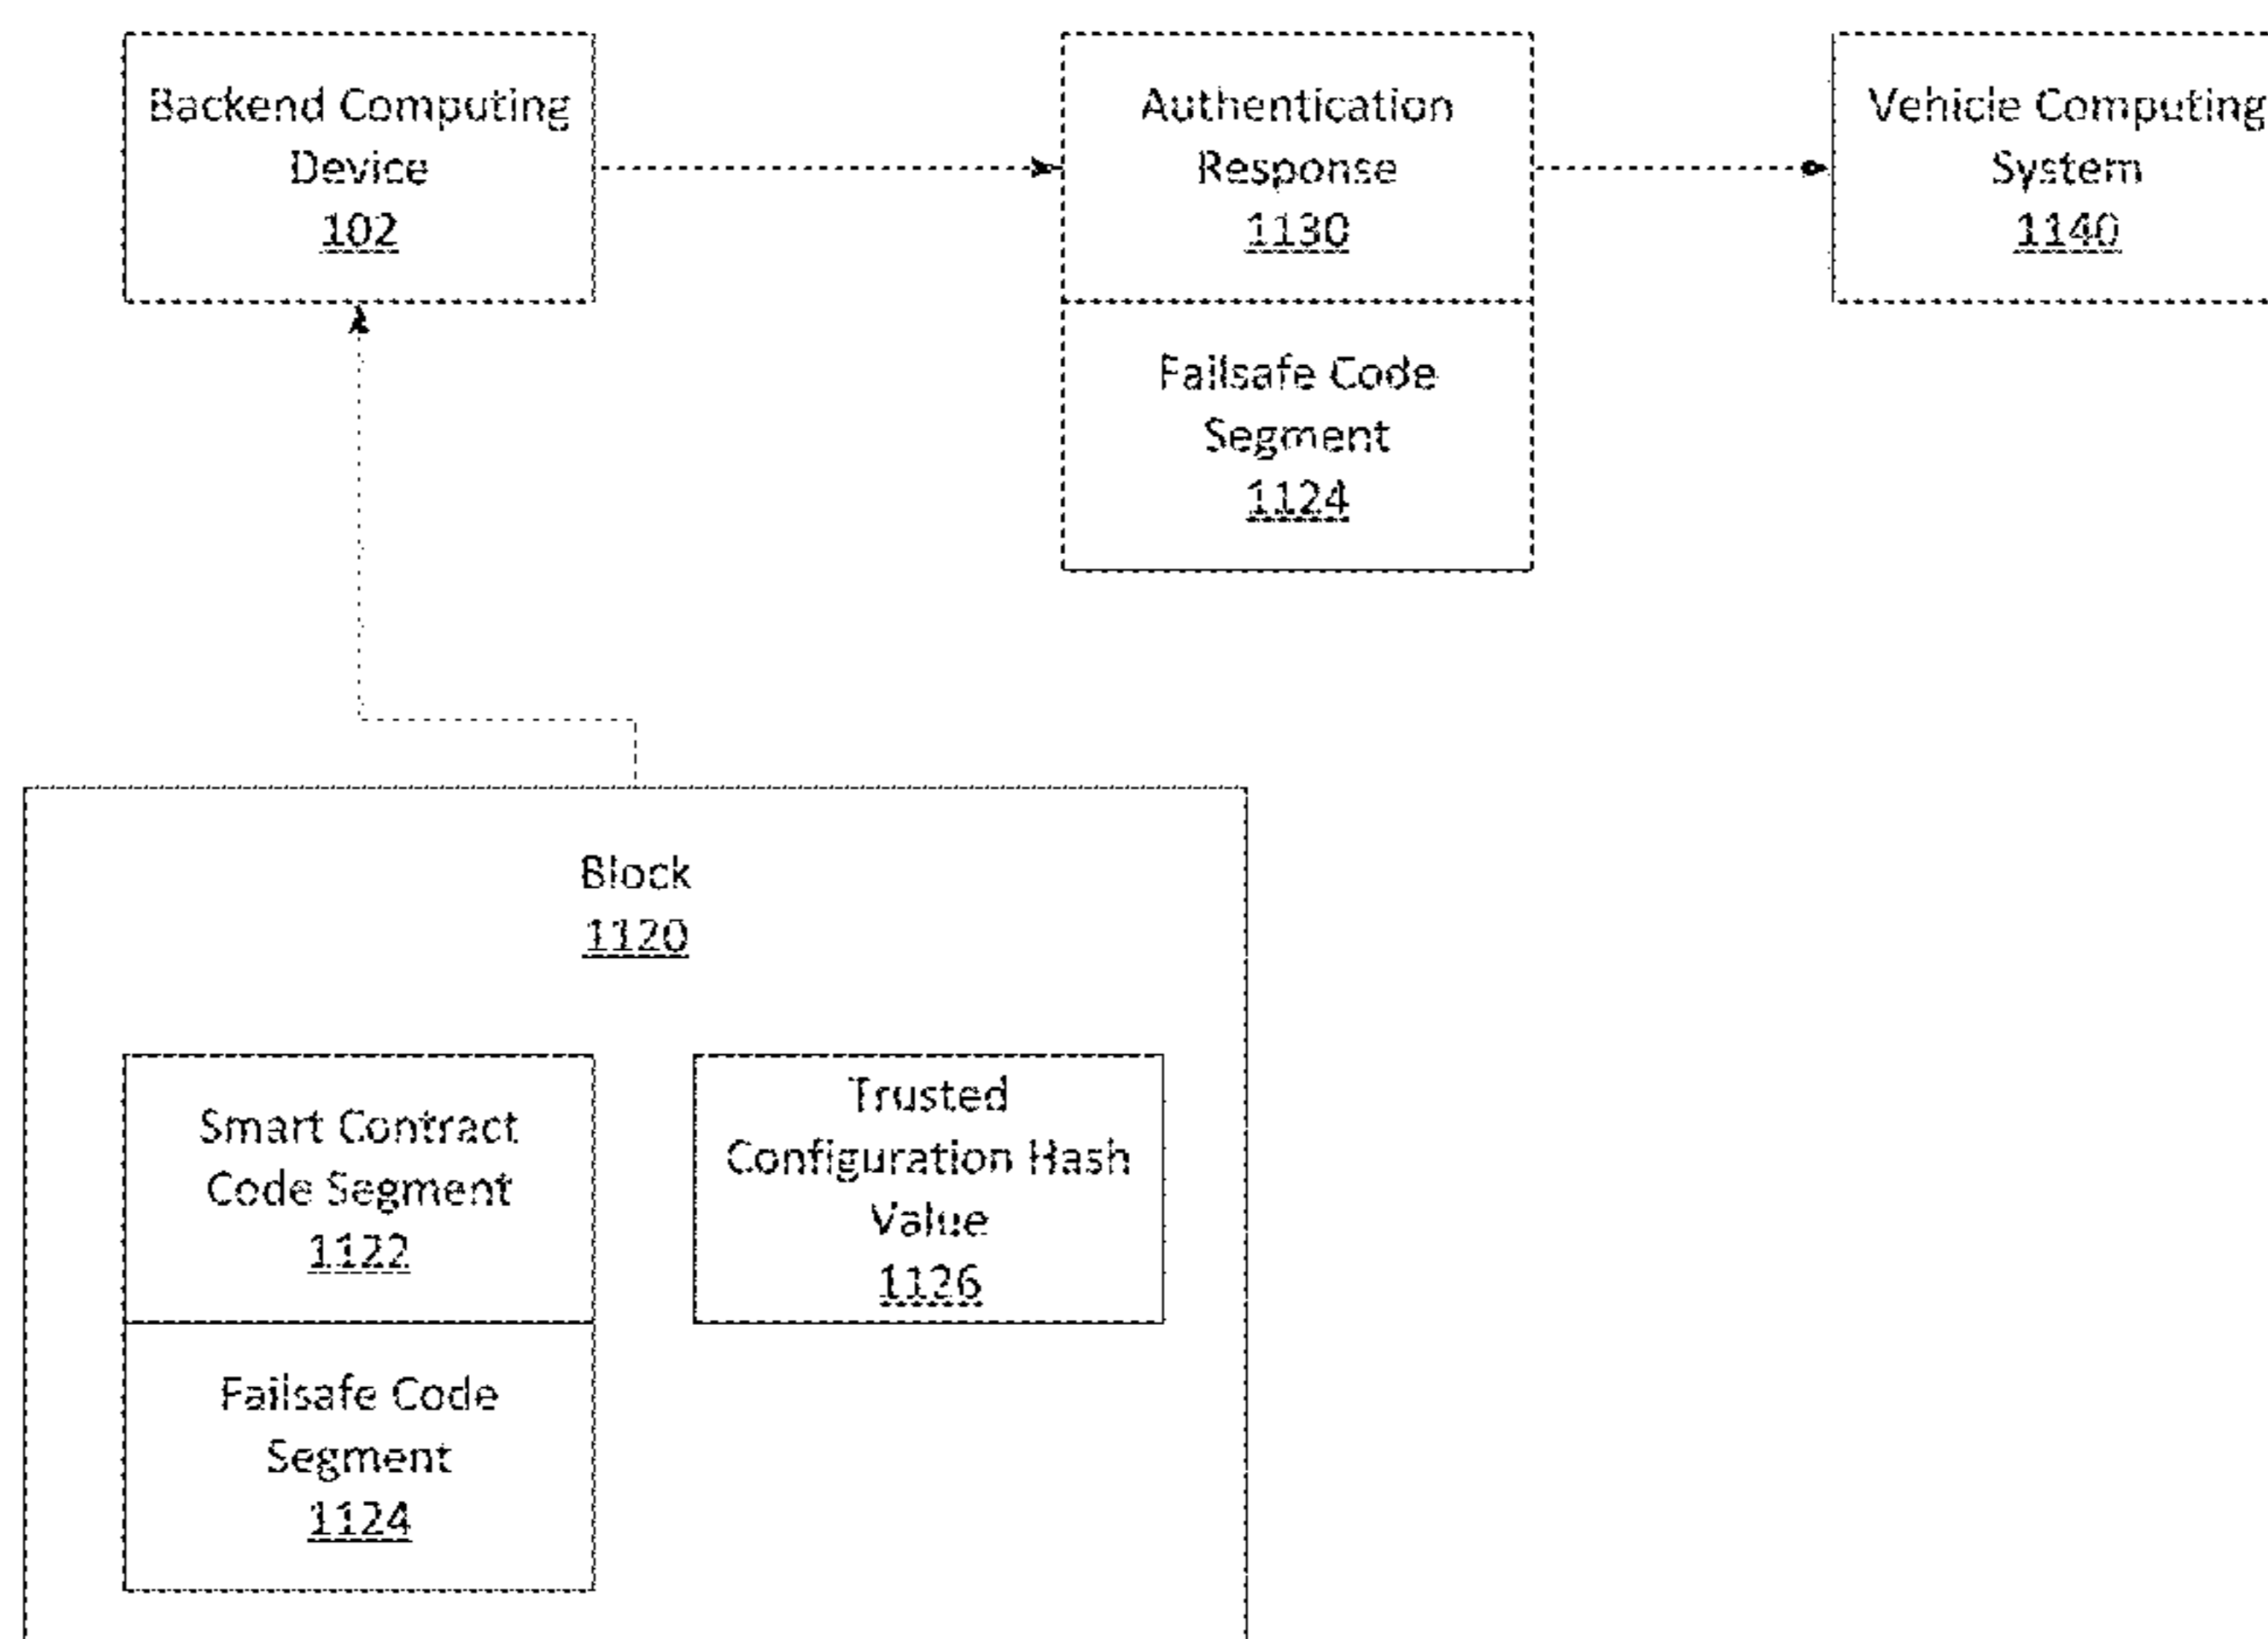 Backend Computing
Device
102
Authentication
Response
1130
Failsafe Code
Segment
1124
Vehicle Computing
System
1140
Block
1120
Smart Contract
Code Segment
1122
Failsafe Code
Segment
1124
Trusted
Configuration Hash
Value
1126